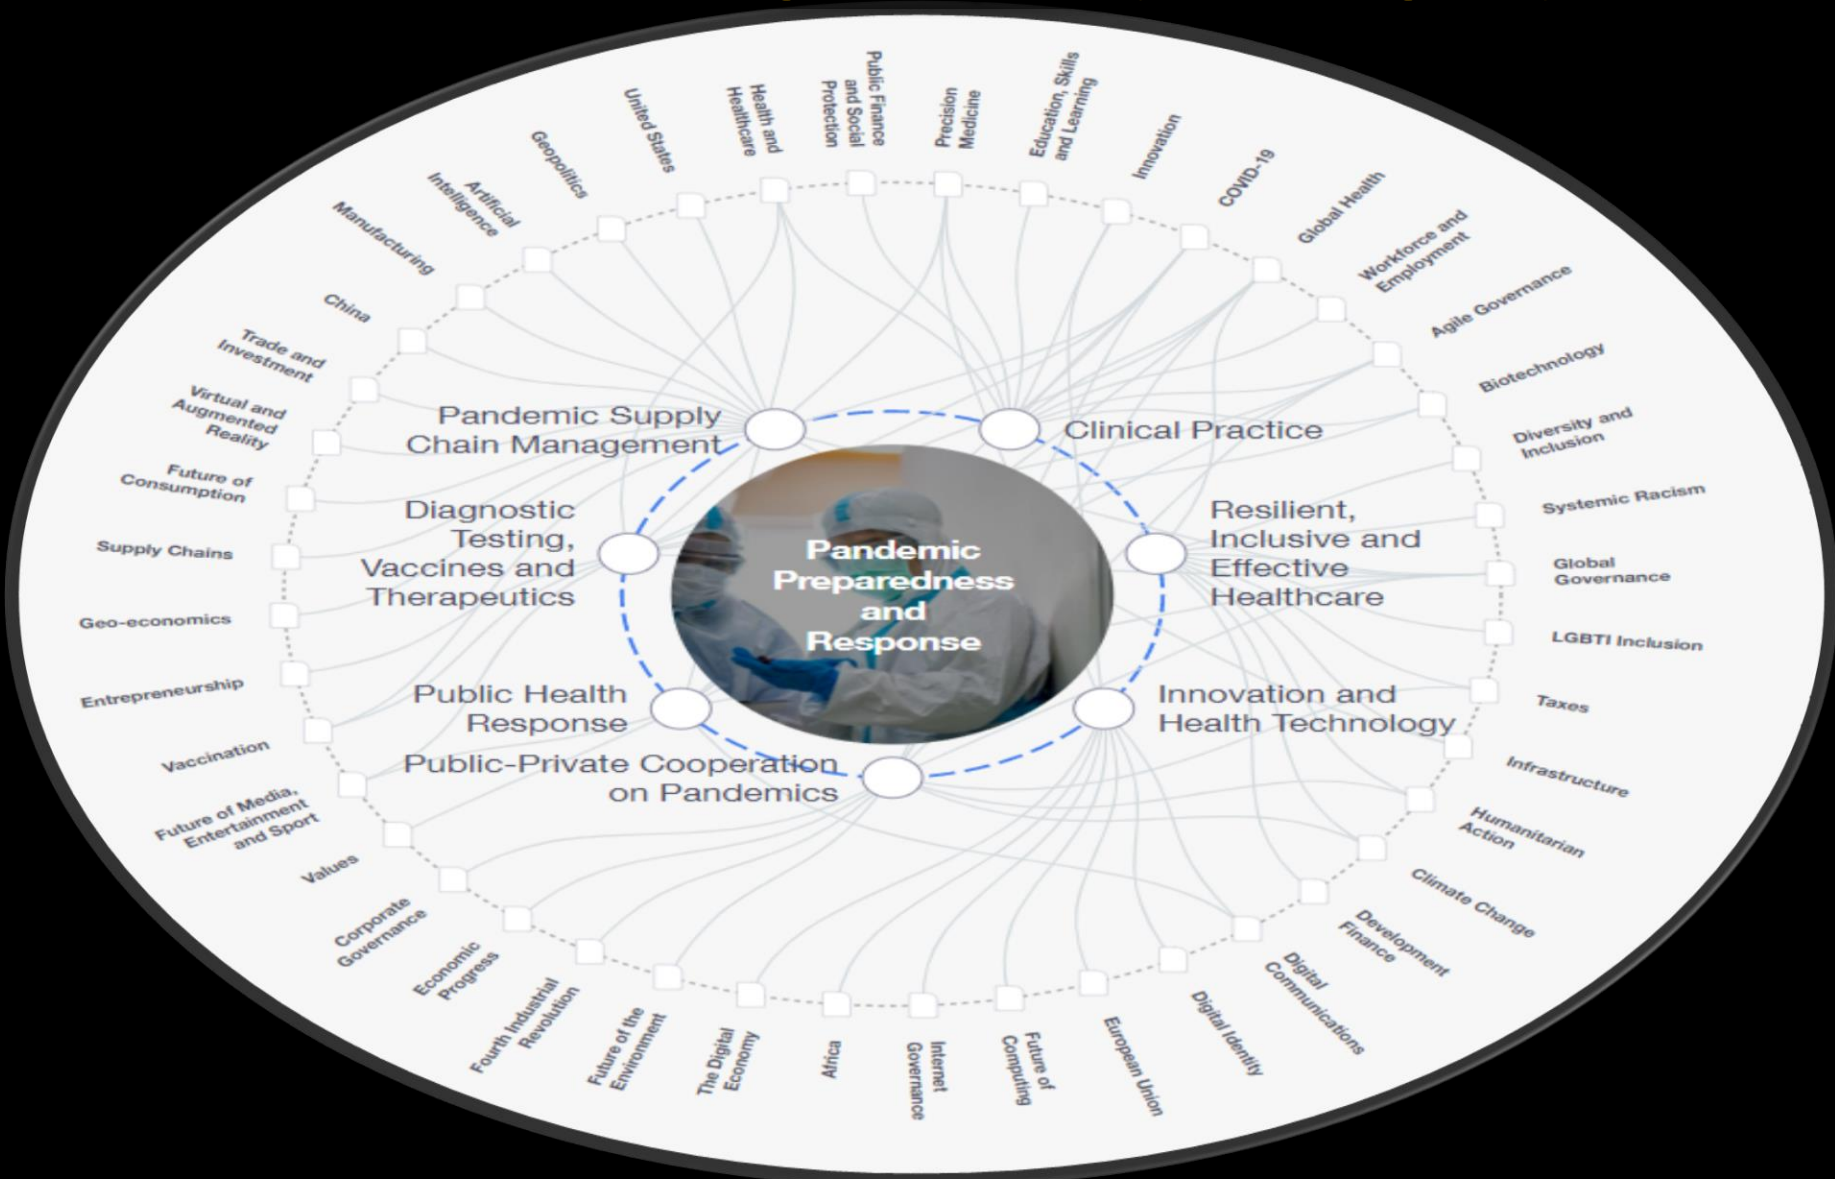 Pandemic
Preparedness
and
Response
Pandemic Supply
Chain Management
Clinical Practice
Diagnostic
Testing,
Vaccines and
Therapeutics
Resilient,
Inclusive and
Effective
Healthcare
Public Health
Response
Innovation and
Health Technology
Public-Private Cooperation
on Pandemics
Health and
Healthcare
Public Finance
and Social
Protection
Precision
Medicine
Education, Skills
and Learning
Innovation
COVID-19
Global Health
Workforce and
Employment
Agile Governance
Biotechnology
Diversity and
Inclusion
Systemic Racism
Global
Governance
LGBTI Inclusion
Taxes
Infrastructure
Humanitarian
Action
Climate Change
Development
Finance
Digital
Communications
Digital Identity
European Union
Future of
Computing
Internet
Governance
Africa
The Digital
Economy
Future of the
Environment
Fourth Industrial
Revolution
Economic
Progress
Corporate
Governance
Values
Future of Media,
Entertainment
and Sport
Vaccination
Entrepreneurship
Geo-economics
Supply Chains
Future of
Consumption
Virtual and
Augmented
Reality
Trade and
Investment
China
Manufacturing
Artificial
Intelligence
Geopolitics
United States